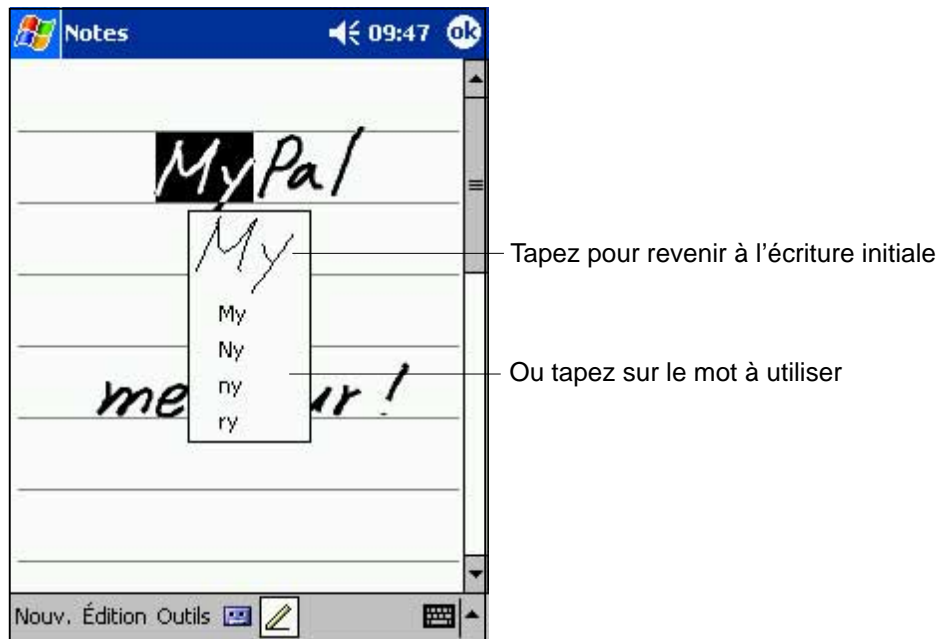 Notes 09:47 ok
MyPal
My
Tapez pour revenir à l'écriture initiale
My
Ny
Ou tapez sur le mot à utiliser
ny
ry
me ur !
Nouv. Édition Outils